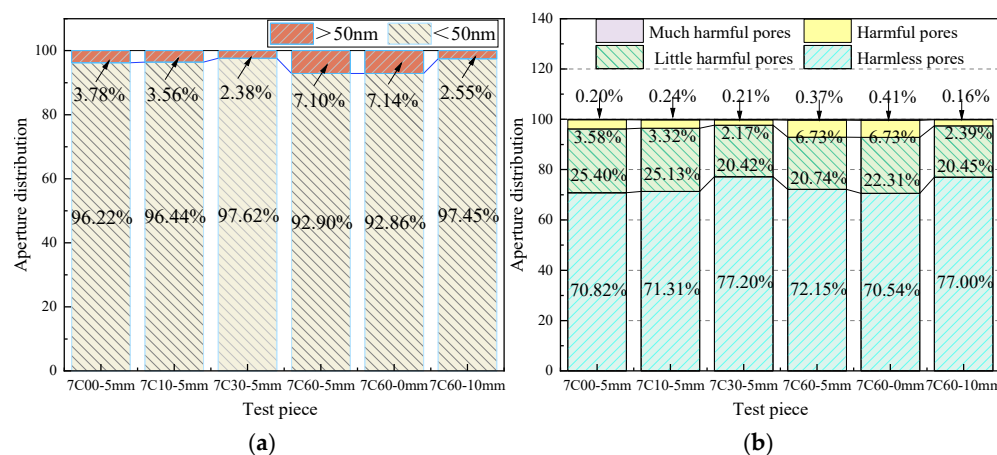 >50nm <50nm
100
80
60
40
20
0
3.78% 3.56% 2.38% 7.10% 7.14% 2.55%
96.22% 96.44% 97.62% 92.90% 92.86% 97.45%
7C00-5mm 7C10-5mm 7C30-5mm 7C60-5mm 7C60-0mm 7C60-10mm
Aperture distribution
Test piece
(a)
Much harmful pores Harmful pores
Little harmful pores Harmless pores
140
120
100
80
60
40
20
0
0.20% 0.24% 0.21% 0.37% 0.41% 0.16%
3.58% 3.32% 2.17% 6.73% 6.73% 2.39%
25.40% 25.13% 20.42% 20.74% 22.31% 20.45%
70.82% 71.31% 77.20% 72.15% 70.54% 77.00%
7C00-5mm 7C10-5mm 7C30-5mm 7C60-5mm 7C60-0mm 7C60-10mm
Aperture distribution
Test piece
(b)